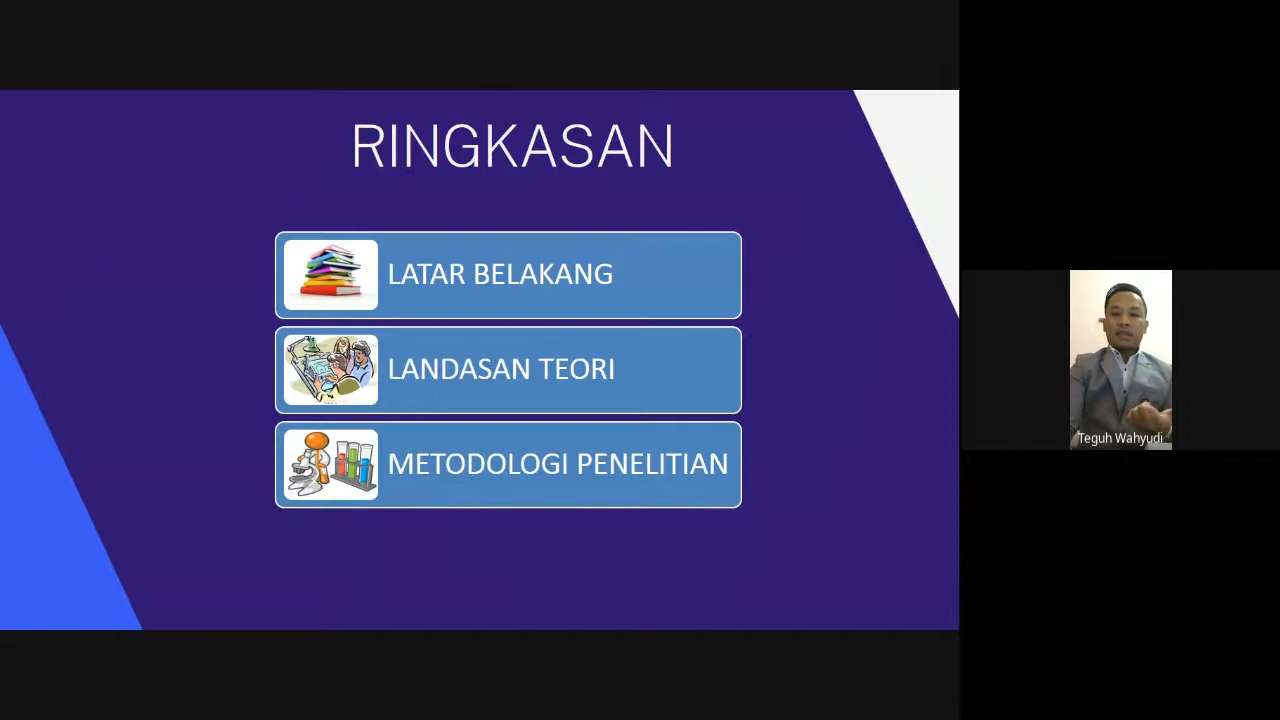 RINGKASAN
LATAR BELAKANG
LANDASAN TEORI
METODOLOGI PENELITIAN
Teguh Wahyudi